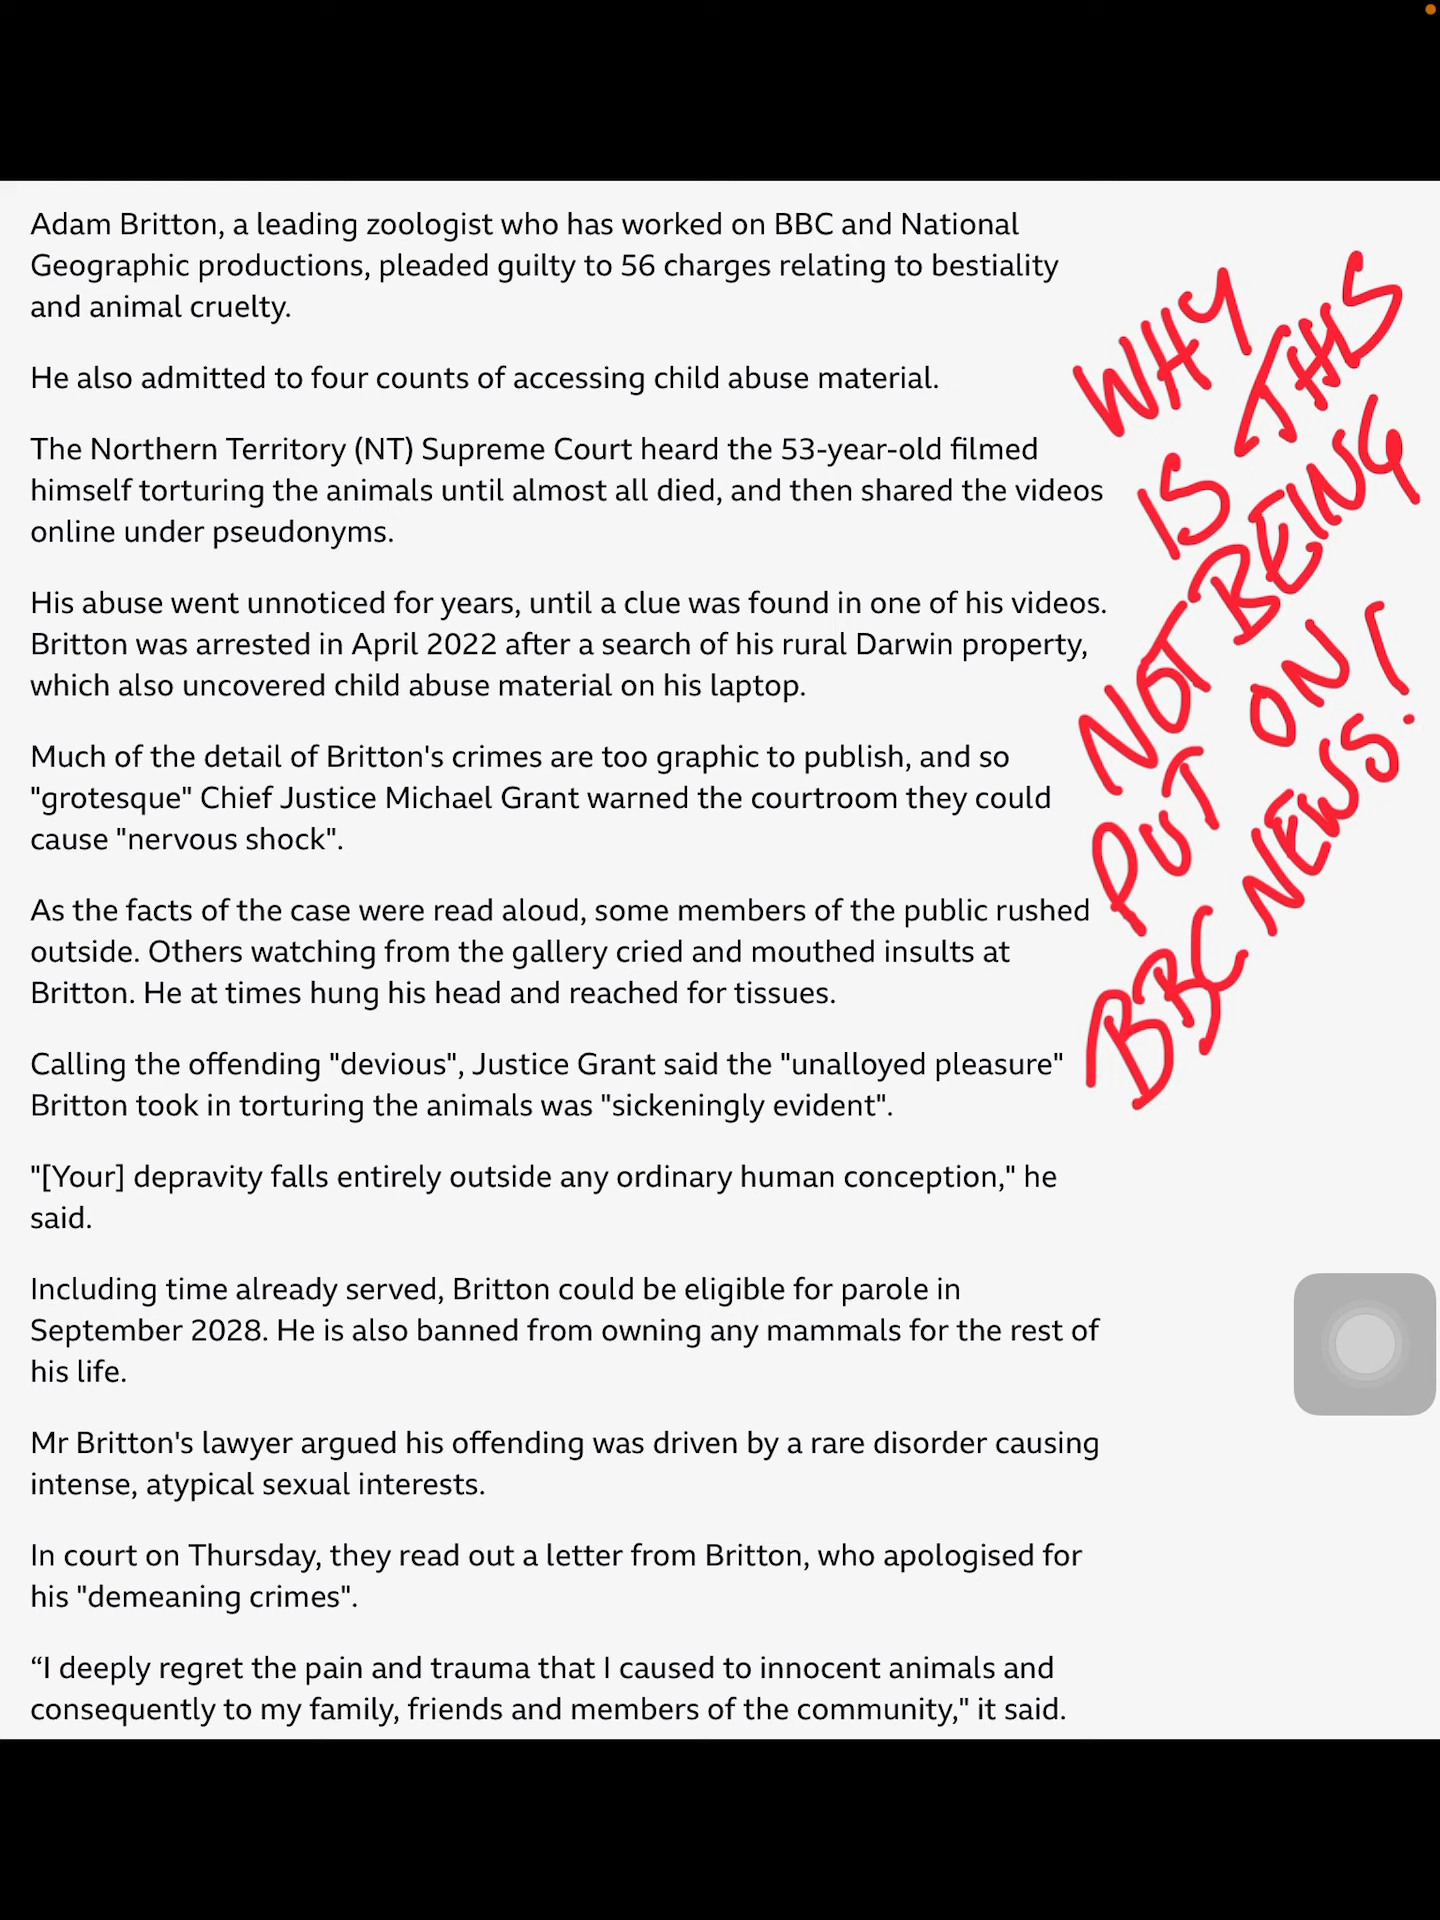 Adam Britton, a leading zoologist who has worked on BBC and National
Geographic productions, pleaded guilty to 56 charges relating to bestiality
and animal cruelty.
He also admitted to four counts of accessing child abuse material.
The Northern Territory (NT) Supreme Court heard the 53-year-old filmed
himself torturing the animals until almost all died, and then shared the videos
online under pseudonyms.
His abuse went unnoticed for years, until a clue was found in one of his videos.
Britton was arrested in April 2022 after a search of his rural Darwin property,
which also uncovered child abuse material on his laptop.
Much of the detail of Britton's crimes are too graphic to publish, and so
"grotesque" Chief Justice Michael Grant warned the courtroom they could
cause "nervous shock".
As the facts of the case were read aloud, some members of the public rushed
outside. Others watching from the gallery cried and mouthed insults at
Britton. He at times hung his head and reached for tissues.
Calling the offending "devious", Justice Grant said the "unalloyed pleasure"
Britton took in torturing the animals was "sickeningly evident".
"[Your] depravity falls entirely outside any ordinary human conception," he
said.
Including time already served, Britton could be eligible for parole in
September 2028. He is also banned from owning any mammals for the rest of
his life.
Mr Britton's lawyer argued his offending was driven by a rare disorder causing
intense, atypical sexual interests.
In court on Thursday, they read out a letter from Britton, who apologised for
his "demeaning crimes".
“I deeply regret the pain and trauma that I caused to innocent animals and
consequently to my family, friends and members of the community," it said.
WHY
IS THIS
NOT BEING
PUT ON
BBC NEWS!